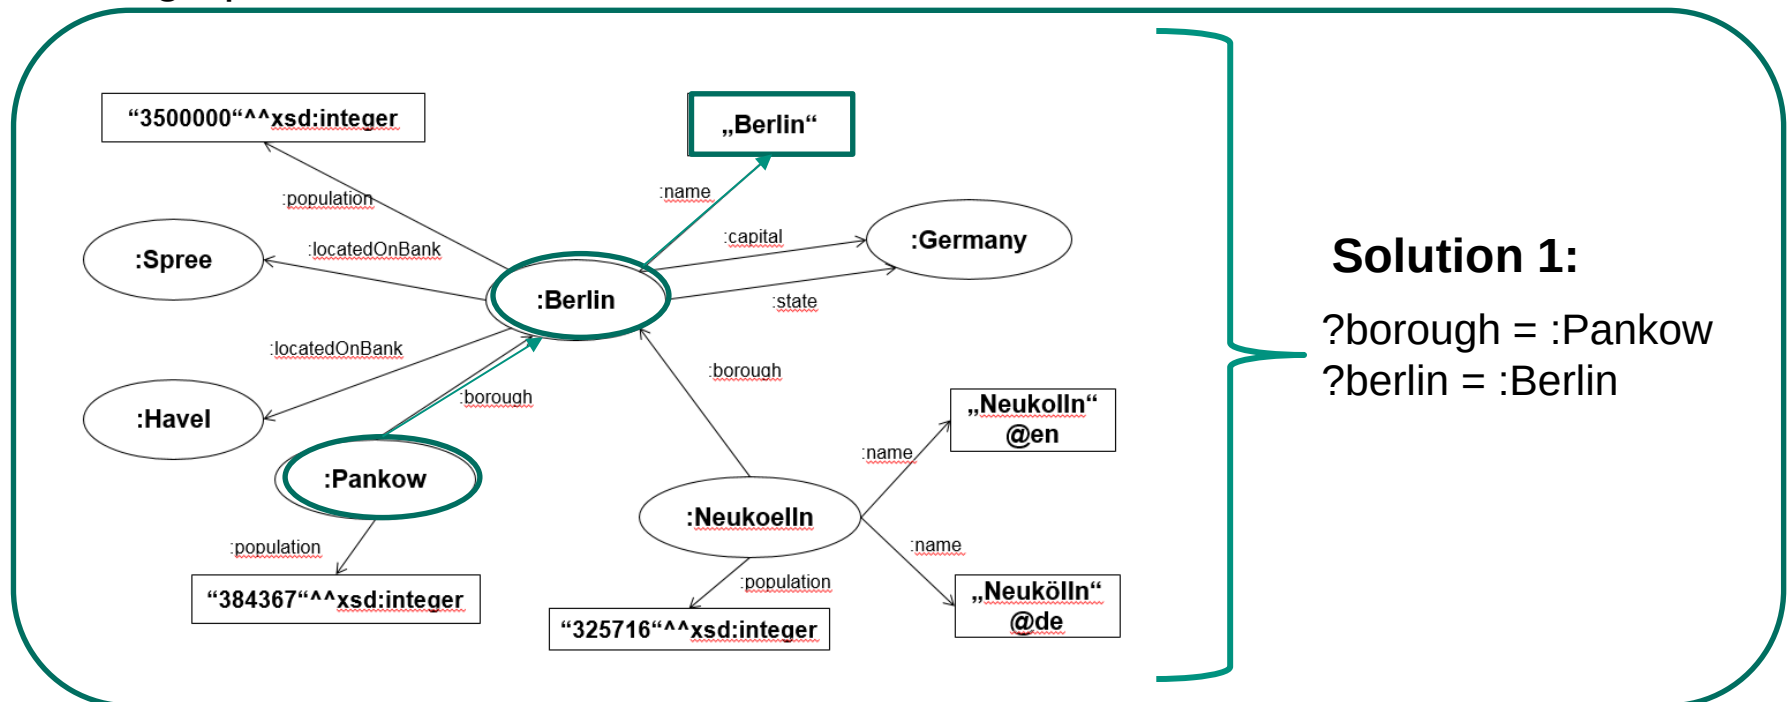 “3500000“^^xsd:integer
„Berlin“
:population
:name
:Spree
:locatedOnBank
:capital
:Germany
:Berlin
:state
:locatedOnBank
:borough
:Havel
:borough
:Pankow
„Neukolln“
@en
:name
:Neukoelln
:population
“384367“^^xsd:integer
:name
:population
“325716“^^xsd:integer
„Neukölln“
@de
Solution 1:
?borough = :Pankow
?berlin = :Berlin